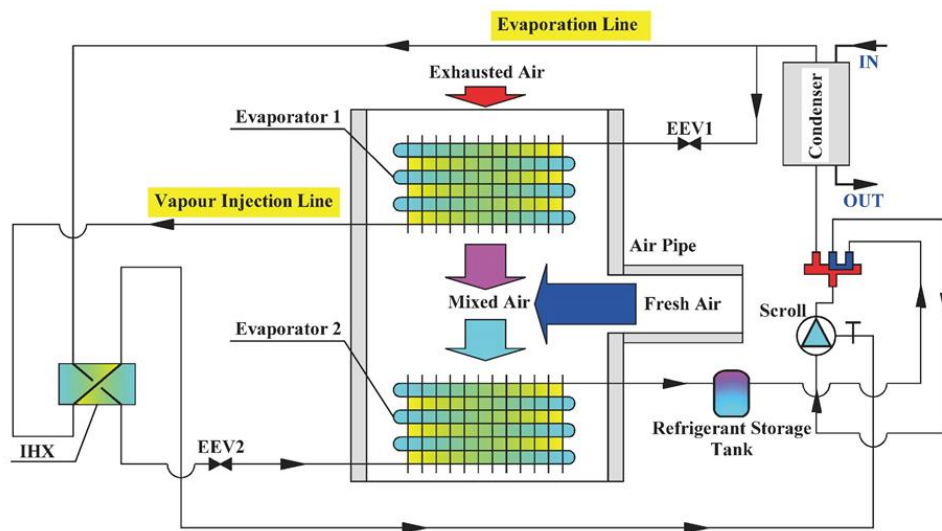 Evaporation Line
IN
Exhausted Air
Evaporator 1
EEV1
Condenser
Vapour Injection Line
OUT
Air Pipe
Mixed Air
Fresh Air
Scroll
Evaporator 2
Refrigerant Storage
Tank
IHX
EEV2